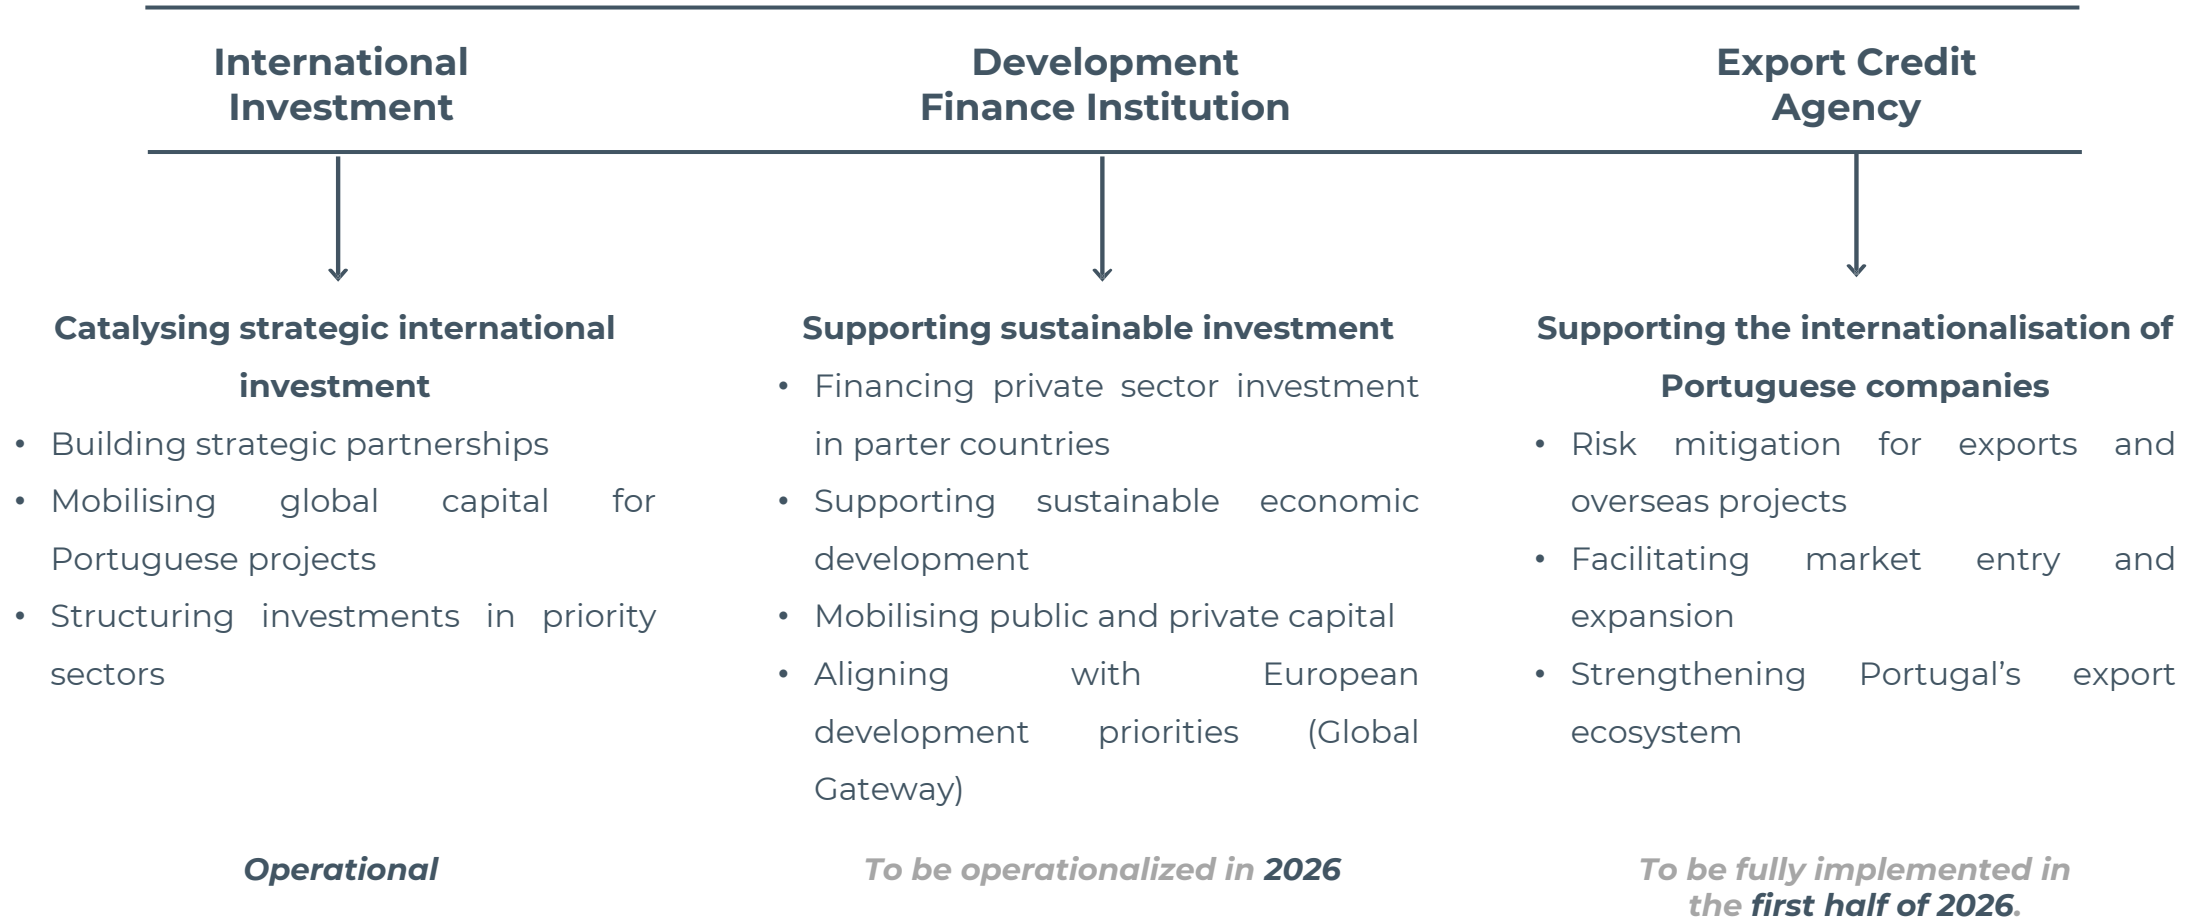 International
Investment
Development
Finance Institution
Export Credit
Agency
Catalysing strategic international
investment
• Building strategic partnerships
• Mobilising global capital for
Portuguese projects
• Structuring investments in priority
sectors
Operational
Supporting sustainable investment
• Financing private sector investment
in parter countries
• Supporting sustainable economic
development
• Mobilising public and private capital
• Aligning with European
development priorities (Global
Gateway)
To be operationalized in 2026
Supporting the internationalisation of
Portuguese companies
• Risk mitigation for exports and
overseas projects
• Facilitating market entry and
expansion
• Strengthening Portugal’s export
ecosystem
To be fully implemented in
the first half of 2026.